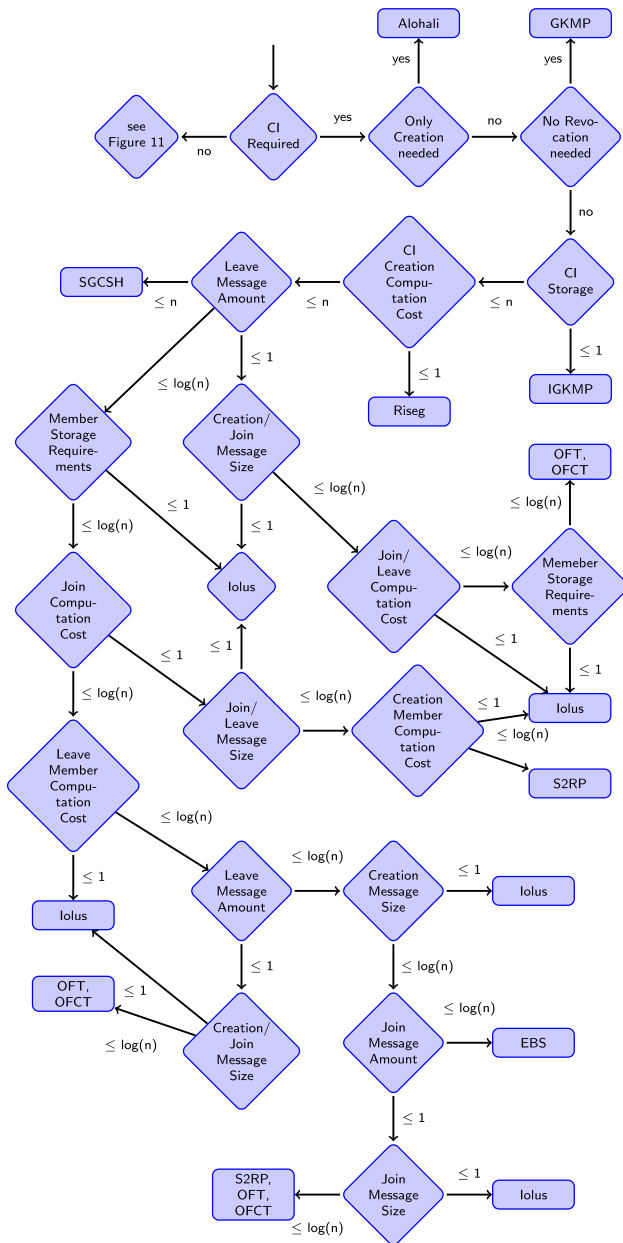 Alohali
GKMP
yes
yes
see
Figure 11
no
CI
Required
yes
Only
Creation
needed
no
No Revo-
cation
needed
no
SGCSH
≤ n
Leave
Message
Amount
≤ n
CI
Creation
Compu-
tation
Cost
≤ n
CI
Storage
≤ 1
≤ 1
≤ 1
≤ log(n)
Riseg
IGKMP
Member
Storage
Require-
ments
Creation/
Join
Message
Size
OFT,
OFCT
≤ log(n)
≤ log(n)
≤ 1
≤ log(n)
≤ 1
Iolus
Join/
Leave
Compu-
tation
Cost
≤ log(n)
Memeber
Storage
Require-
ments
Join
Compu-
tation
Cost
≤ 1
≤ 1
≤ 1
≤ 1
≤ log(n)
Join/
Leave
Message
Size
≤ log(n)
Creation
Member
Compu-
tation
Cost
≤ 1
Iolus
≤ log(n)
S2RP
Leave
Member
Compu-
tation
Cost
≤ log(n)
≤ 1
Leave
Message
Amount
≤ log(n)
Creation
Message
Size
≤ 1
Iolus
Iolus
≤ 1
≤ log(n)
OFT,
OFCT
≤ 1
≤ log(n)
Creation/
Join
Message
Size
Join
Message
Amount
≤ log(n)
EBS
≤ 1
S2RP,
OFT,
OFCT
≤ log(n)
Join
Message
Size
≤ 1
Iolus